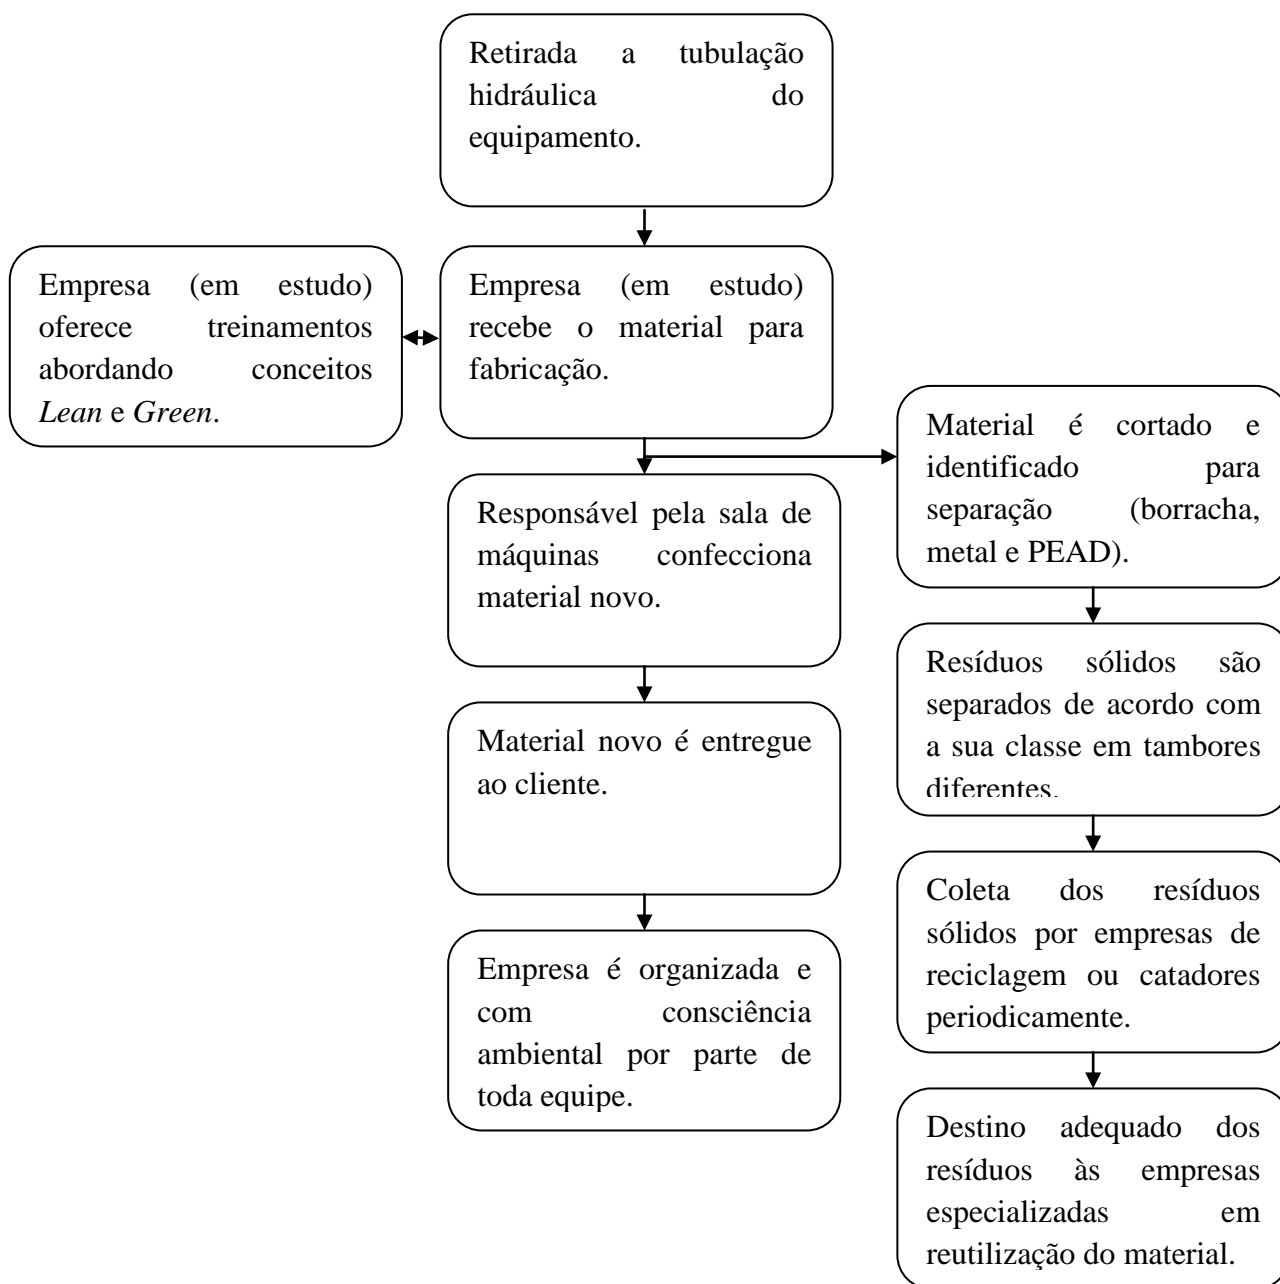 Retirada a tubulação
hidráulica do
equipamento.
Empresa (em estudo)
oferece treinamentos
abordando conceitos
Lean e Green.
Empresa (em estudo)
recebe o material para
fabricação.
Responsável pela sala de
máquinas confecciona
material novo.
Material novo é entregue
ao cliente.
Empresa é organizada e
com consciência
ambiental por parte de
toda equipe.
Material é cortado e
identificado para
separação (borracha,
metal e PEAD).
Resíduos sólidos são
separados de acordo com
a sua classe em tambores
diferentes.
Coleta dos resíduos
sólidos por empresas de
reciclagem ou catadores
periodicamente.
Destino adequado dos
resíduos às empresas
especializadas em
reutilização do material.